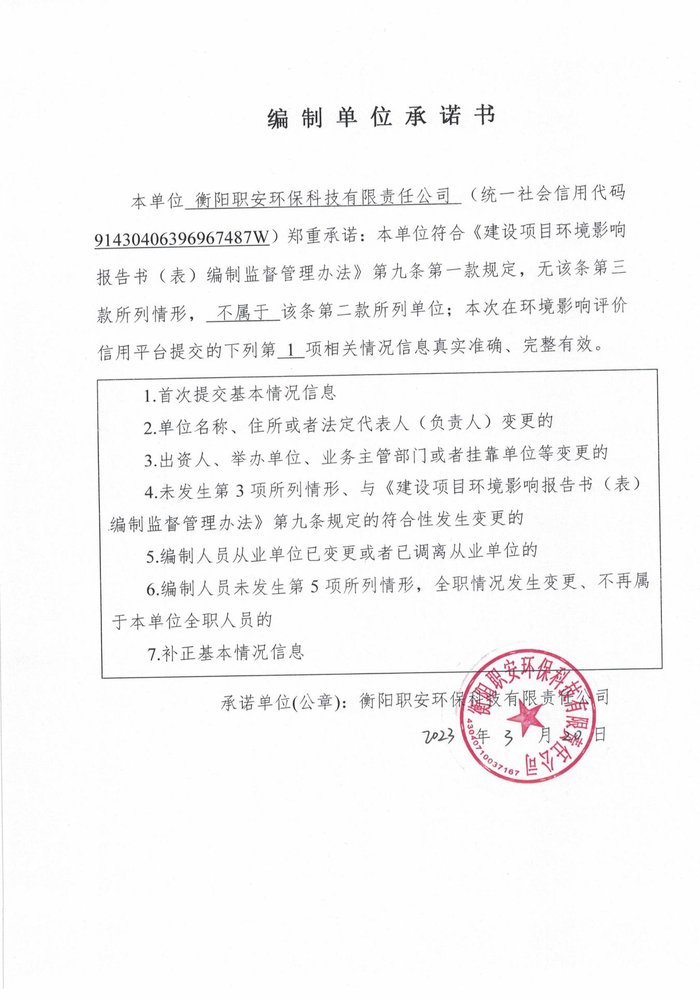 编制单位承诺书
本单位 衡阳职安环保科技有限责任公司 （统一社会信用代码
91430406396967487W）郑重承诺：本单位符合《建设项目环境影响
报告书（表）编制监督管理办法》第九条第一款规定，无该条第三
款所列情形， 不属于 该条第二款所列单位；本次在环境影响评价
信用平台提交的下列第 1 项相关情况信息真实准确、完整有效。
1.首次提交基本情况信息
2.单位名称、住所或者法定代表人（负责人）变更的
3.出资人、举办单位、业务主管部门或者挂靠单位等变更的
4.未发生第 3 项所列情形、与《建设项目环境影响报告书（表）
编制监督管理办法》第九条规定的符合性发生变更的
5.编制人员从业单位已变更或者已调离从业单位的
6.编制人员未发生第 5 项所列情形，全职情况发生变更、不再属
于本单位全职人员的
7.补正基本情况信息
承诺单位(公章)：衡阳职安环保科技有限责任公司
2023 年 3 月 20 日
衡阳职安环保科技有限责任公司
43040710037167